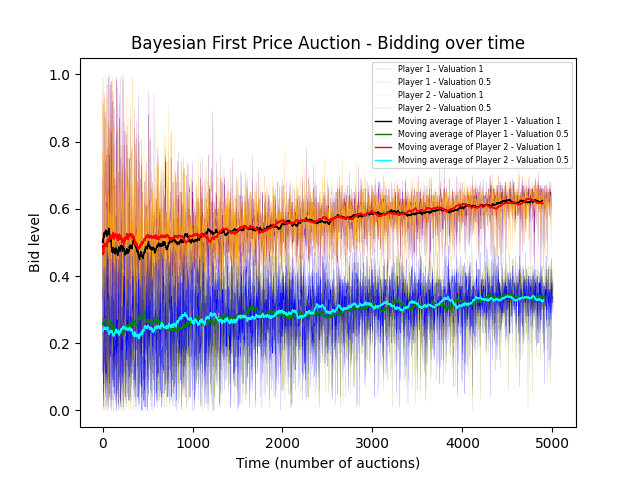 Bayesian First Price Auction - Bidding over time
Player 1 - Valuation 1
Player 1 - Valuation 0.5
Player 2 - Valuation 1
Player 2 - Valuation 0.5
Moving average of Player 1 - Valuation 1
Moving average of Player 1 - Valuation 0.5
Moving average of Player 2 - Valuation 1
Moving average of Player 2 - Valuation 0.5
Bid level
1.0
0.8
0.6
0.4
0.2
0.0
0 1000 2000 3000 4000 5000
Time (number of auctions)